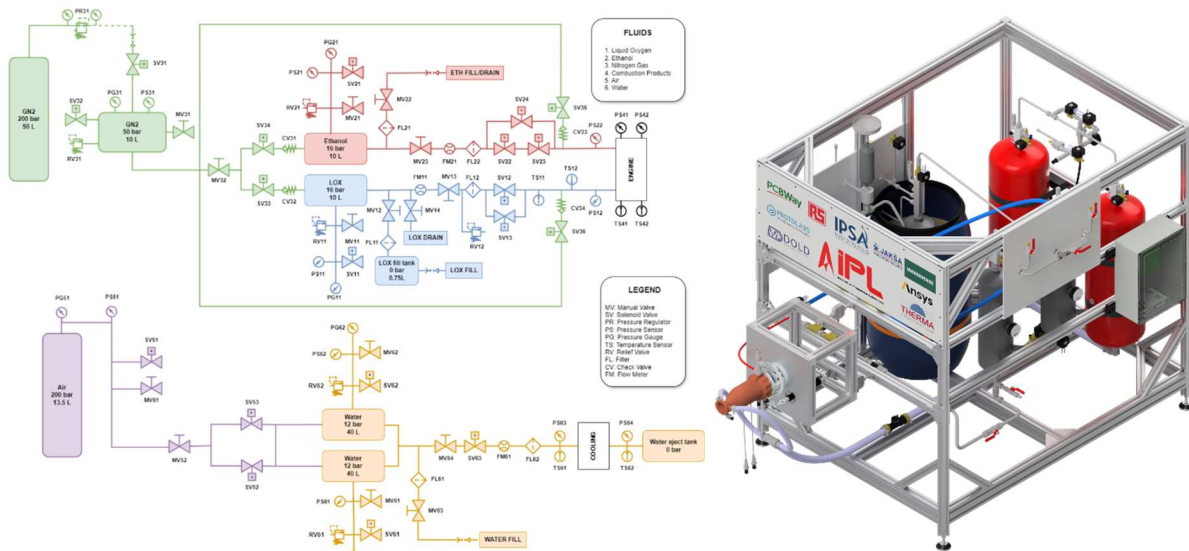 PR31
GN2
200 bar
50 L
SV31
PG31
PS31
SV32
MV31
GN2
50 bar
10 L
RV31
MV32
SV34
CV31
SV33
CV32
PG21
PS21
SV21
RV21
MV21
ETH FILL/DRAIN
MV22
FL21
Ethanol
16 bar
10 L
MV23
FM21
FL22
SV24
SV22
SV23
SV35
CV33
PS22
PS41
PS42
ENGINE
TS41
TS42
LOX
16 bar
10 L
FM11
MV13
FL12
SV12
TS11
TS12
MV12
MV14
SV13
PS12
CV34
SV36
RV11
MV11
FL11
LOX DRAIN
RV12
PS11
SV11
LOX fill tank
0 bar
0.75L
LOX FILL
PG11
FLUIDS
1. Liquid Oxygen
2. Ethanol
3. Nitrogen Gas
4. Combustion Products
5. Air
6. Water
LEGEND
MV: Manual Valve
SV: Solenoid Valve
PR: Pressure Regulator
PS: Pressure Sensor
PG: Pressure Gauge
TS: Temperature Sensor
RV: Relief Valve
FL: Filter
CV: Check Valve
FM: Flow Meter
PG51
PS51
SV51
Air
200 bar
13.5 L
MV51
SV53
MV52
SV52
PG62
PS62
MV62
RV62
SV62
Water
12 bar
40 L
Water
12 bar
40 L
MV64
SV63
FM61
FL62
PS63
TS61
COOLING
PS64
TS62
Water eject tank
0 bar
FL61
PS61
MV61
MV63
RV61
SV61
WATER FILL
PCBWay
RS
IPSA
PROTOLABS
JAKSA
DOLD
AIPL
Ansys
THERMA